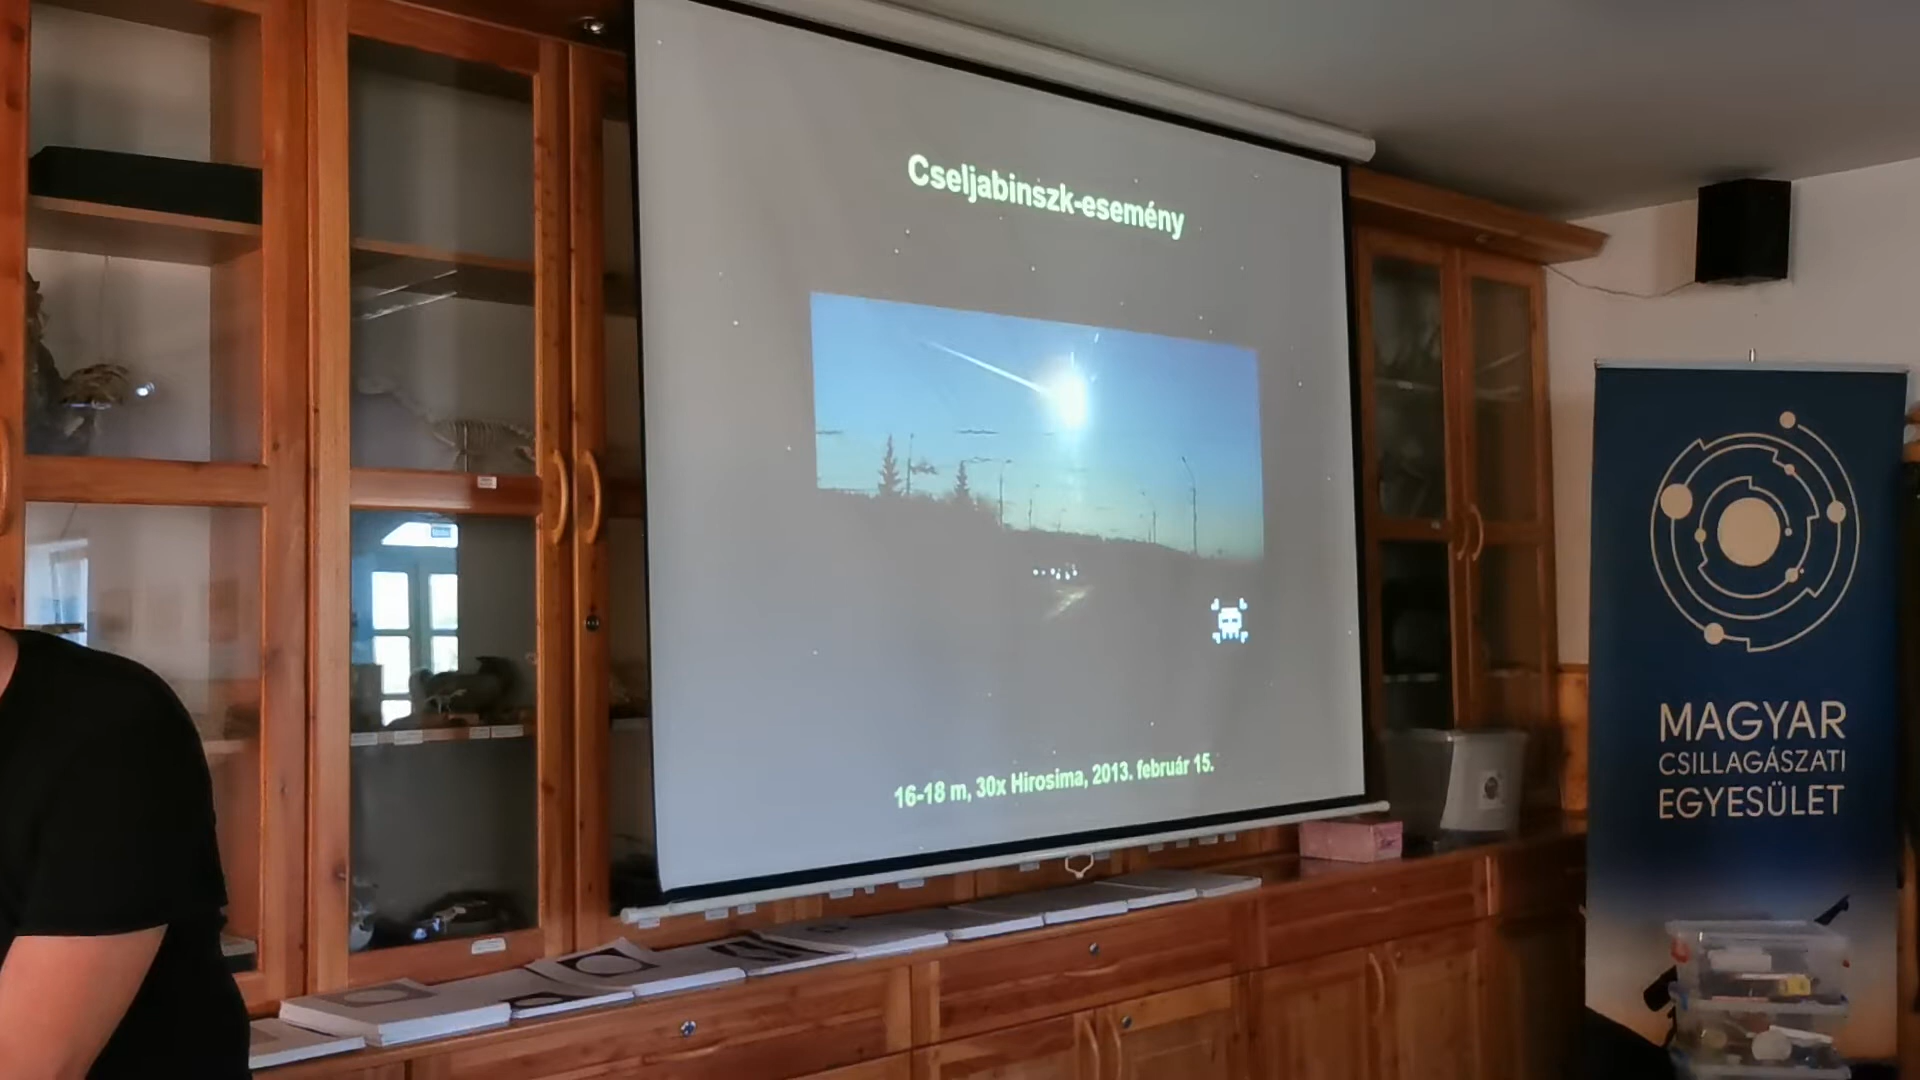 Cseljabinszk-esemény
16-18 m, 30x Hirosima, 2013. február 15.
MAGYAR
CSILLAGÁSZATI
EGYESÜLET